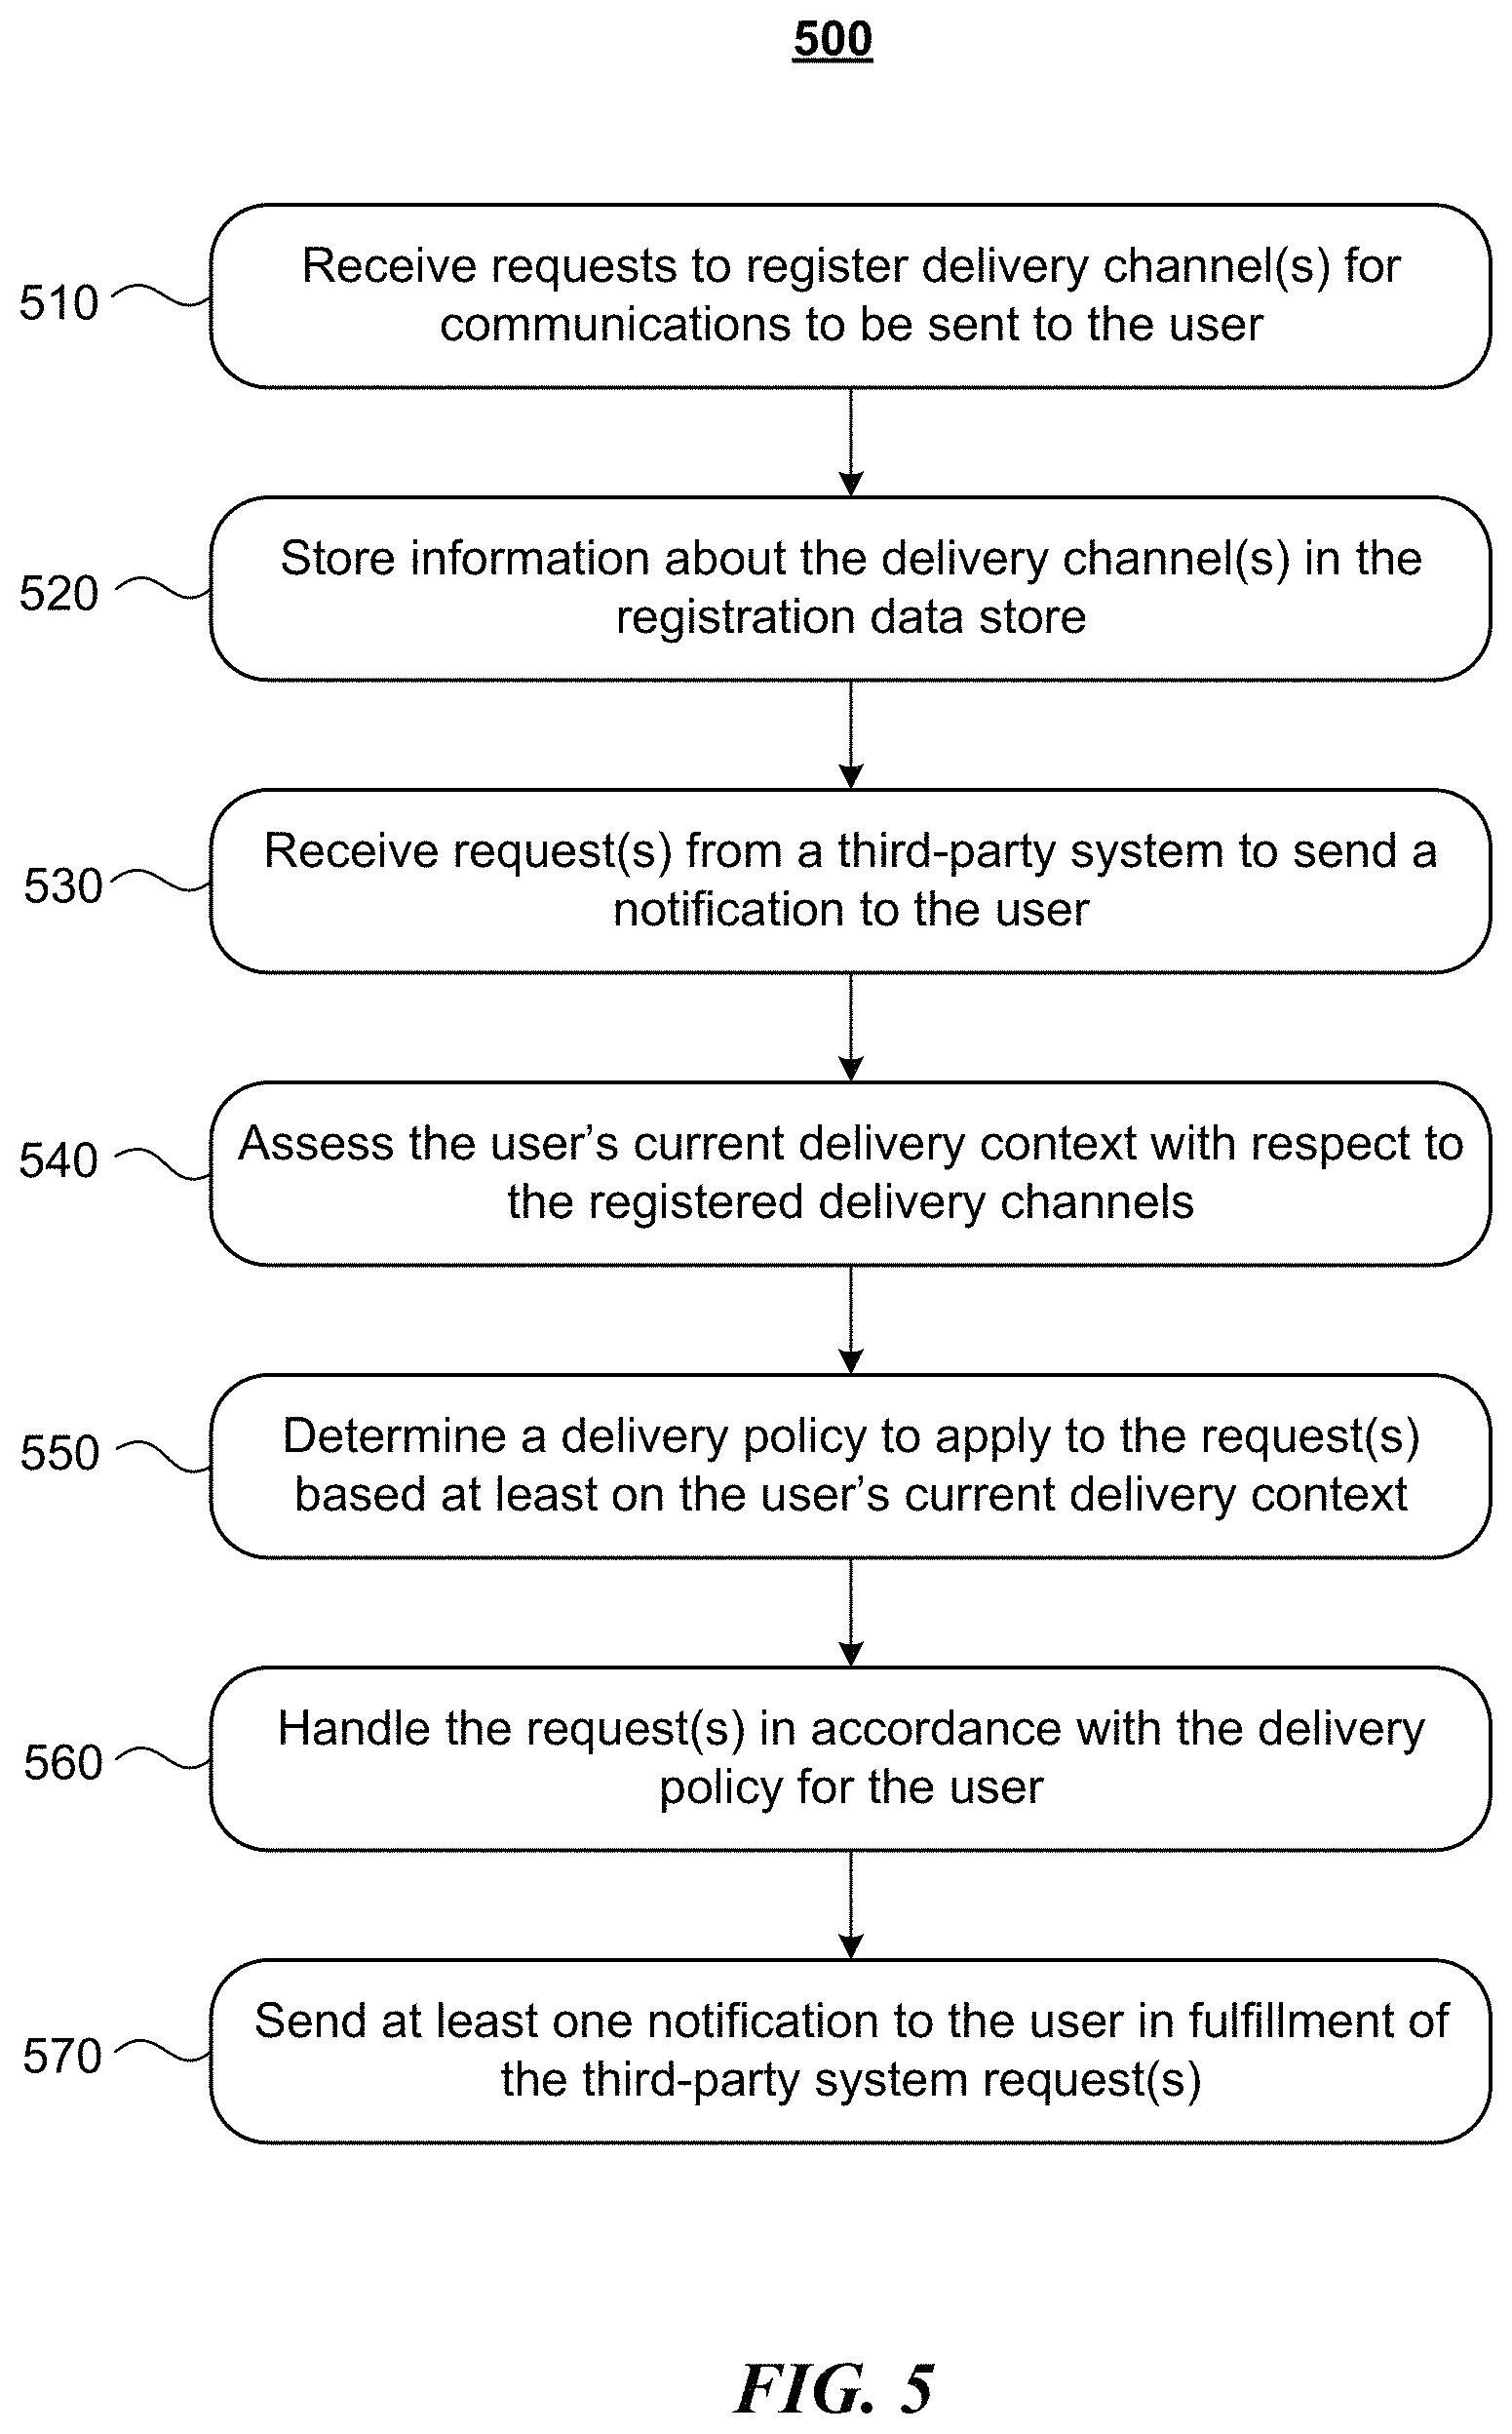 500
510
Receive requests to register delivery channel(s) for
communications to be sent to the user
520
Store information about the delivery channel(s) in the
registration data store
530
Receive request(s) from a third-party system to send a
notification to the user
540
Assess the user’s current delivery context with respect to
the registered delivery channels
550
Determine a delivery policy to apply to the request(s)
based at least on the user’s current delivery context
560
Handle the request(s) in accordance with the delivery
policy for the user
570
Send at least one notification to the user in fulfillment of
the third-party system request(s)
FIG. 5